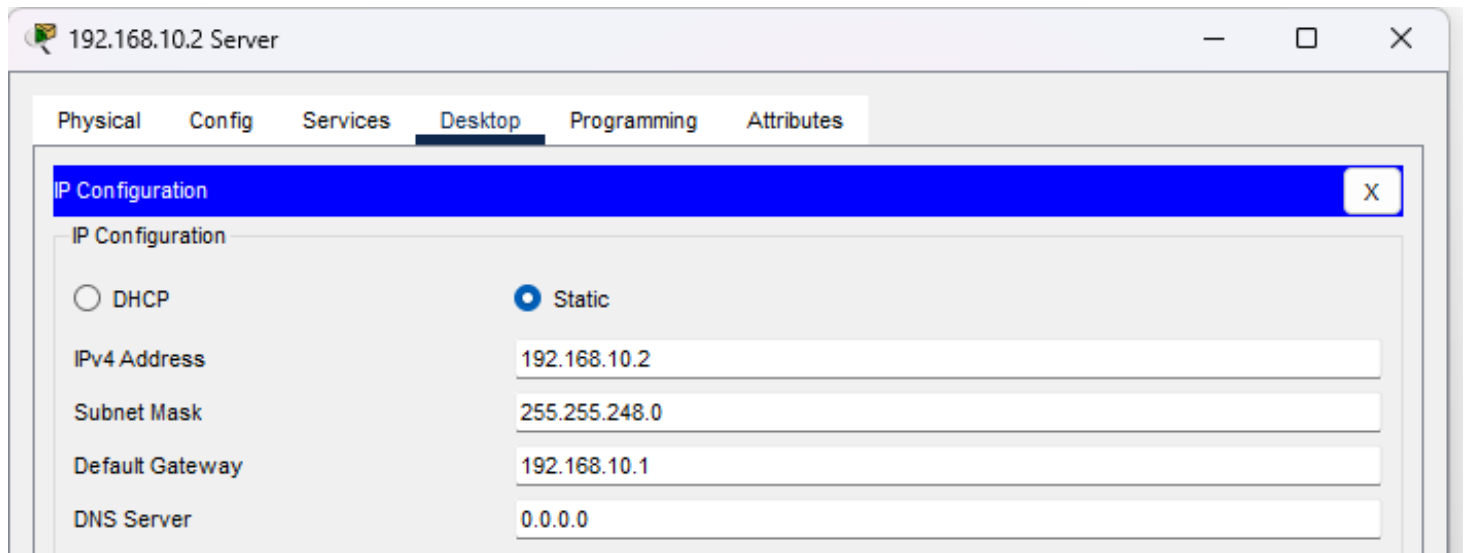 192.168.10.2 Server
Physical Config Services Desktop Programming Attributes
IP Configuration X
IP Configuration
DHCP Static
IPv4 Address 192.168.10.2
Subnet Mask 255.255.248.0
Default Gateway 192.168.10.1
DNS Server 0.0.0.0